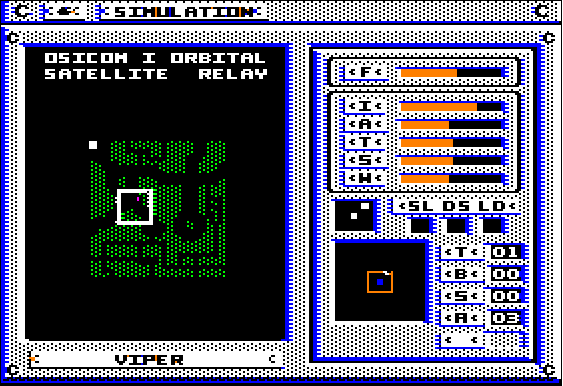 SIMULATION
OSICOM I ORBITAL
SATELLITE RELAY
VIPER
F
I
A
T
S
W
SL DS LD
T 01
B 00
S 00
A 03